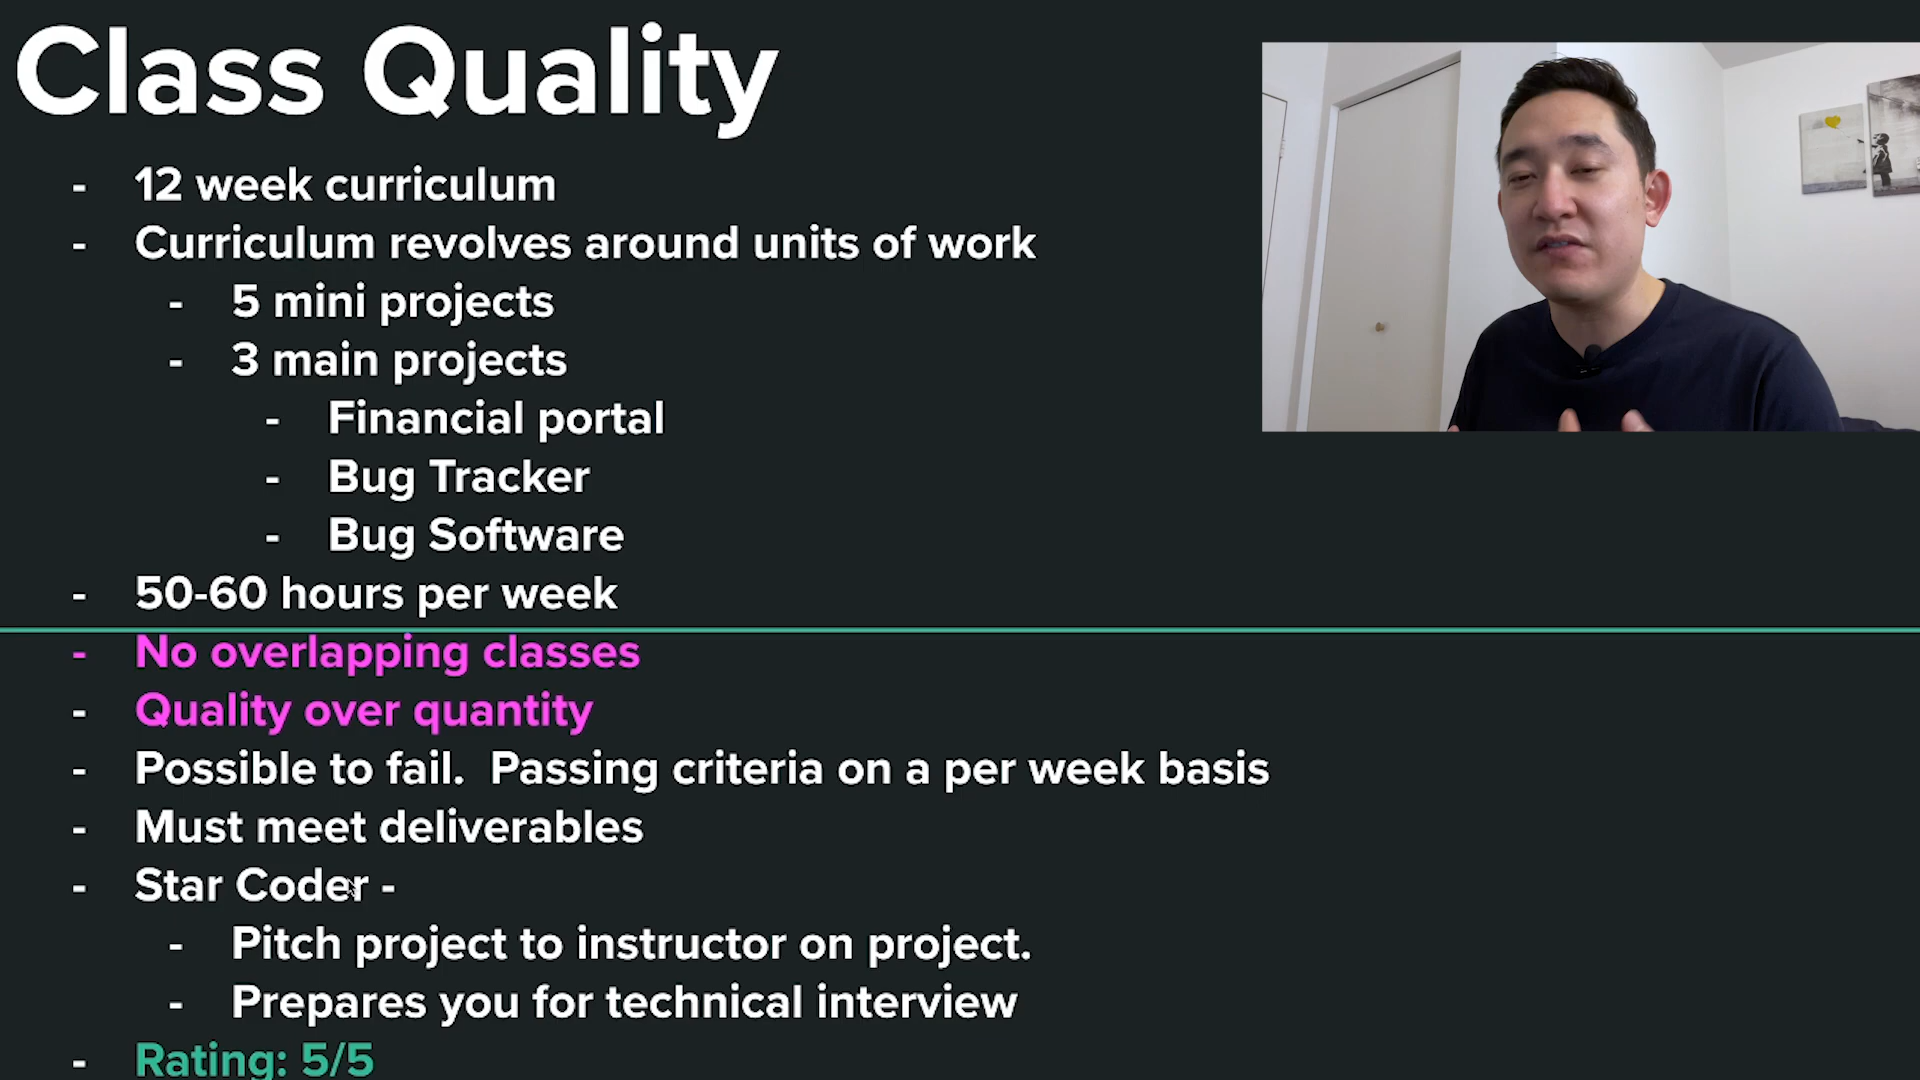 Class Quality
- 12 week curriculum
- Curriculum revolves around units of work
- 5 mini projects
- 3 main projects
- Financial portal
- Bug Tracker
- Bug Software
- 50-60 hours per week
- No overlapping classes
- Quality over quantity
- Possible to fail.  Passing criteria on a per week basis
- Must meet deliverables
- Star Coder -
- Pitch project to instructor on project.
- Prepares you for technical interview
- Rating: 5/5